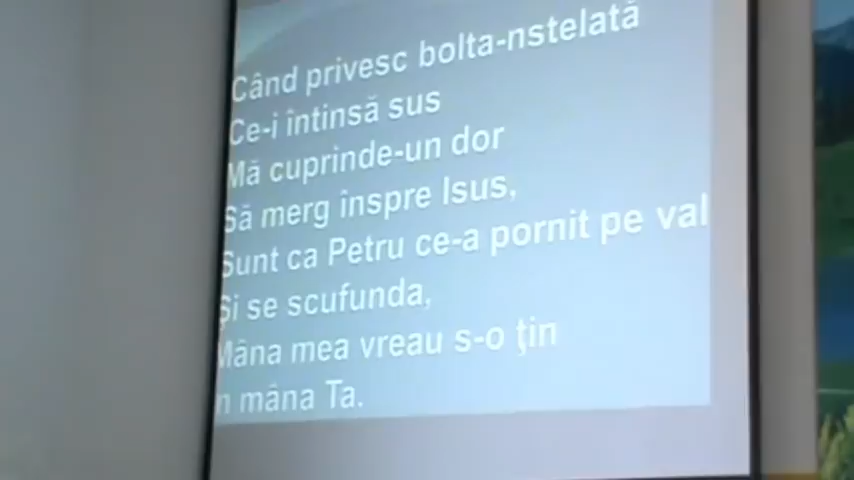 Când privesc bolta-nstelată
Ce-i întinsă sus
Mă cuprinde-un dor
Să merg înspre Isus,
Sunt ca Petru ce-a pornit pe val
Şi se scufunda,
Mâna mea vreau s-o ţin
n mâna Ta.